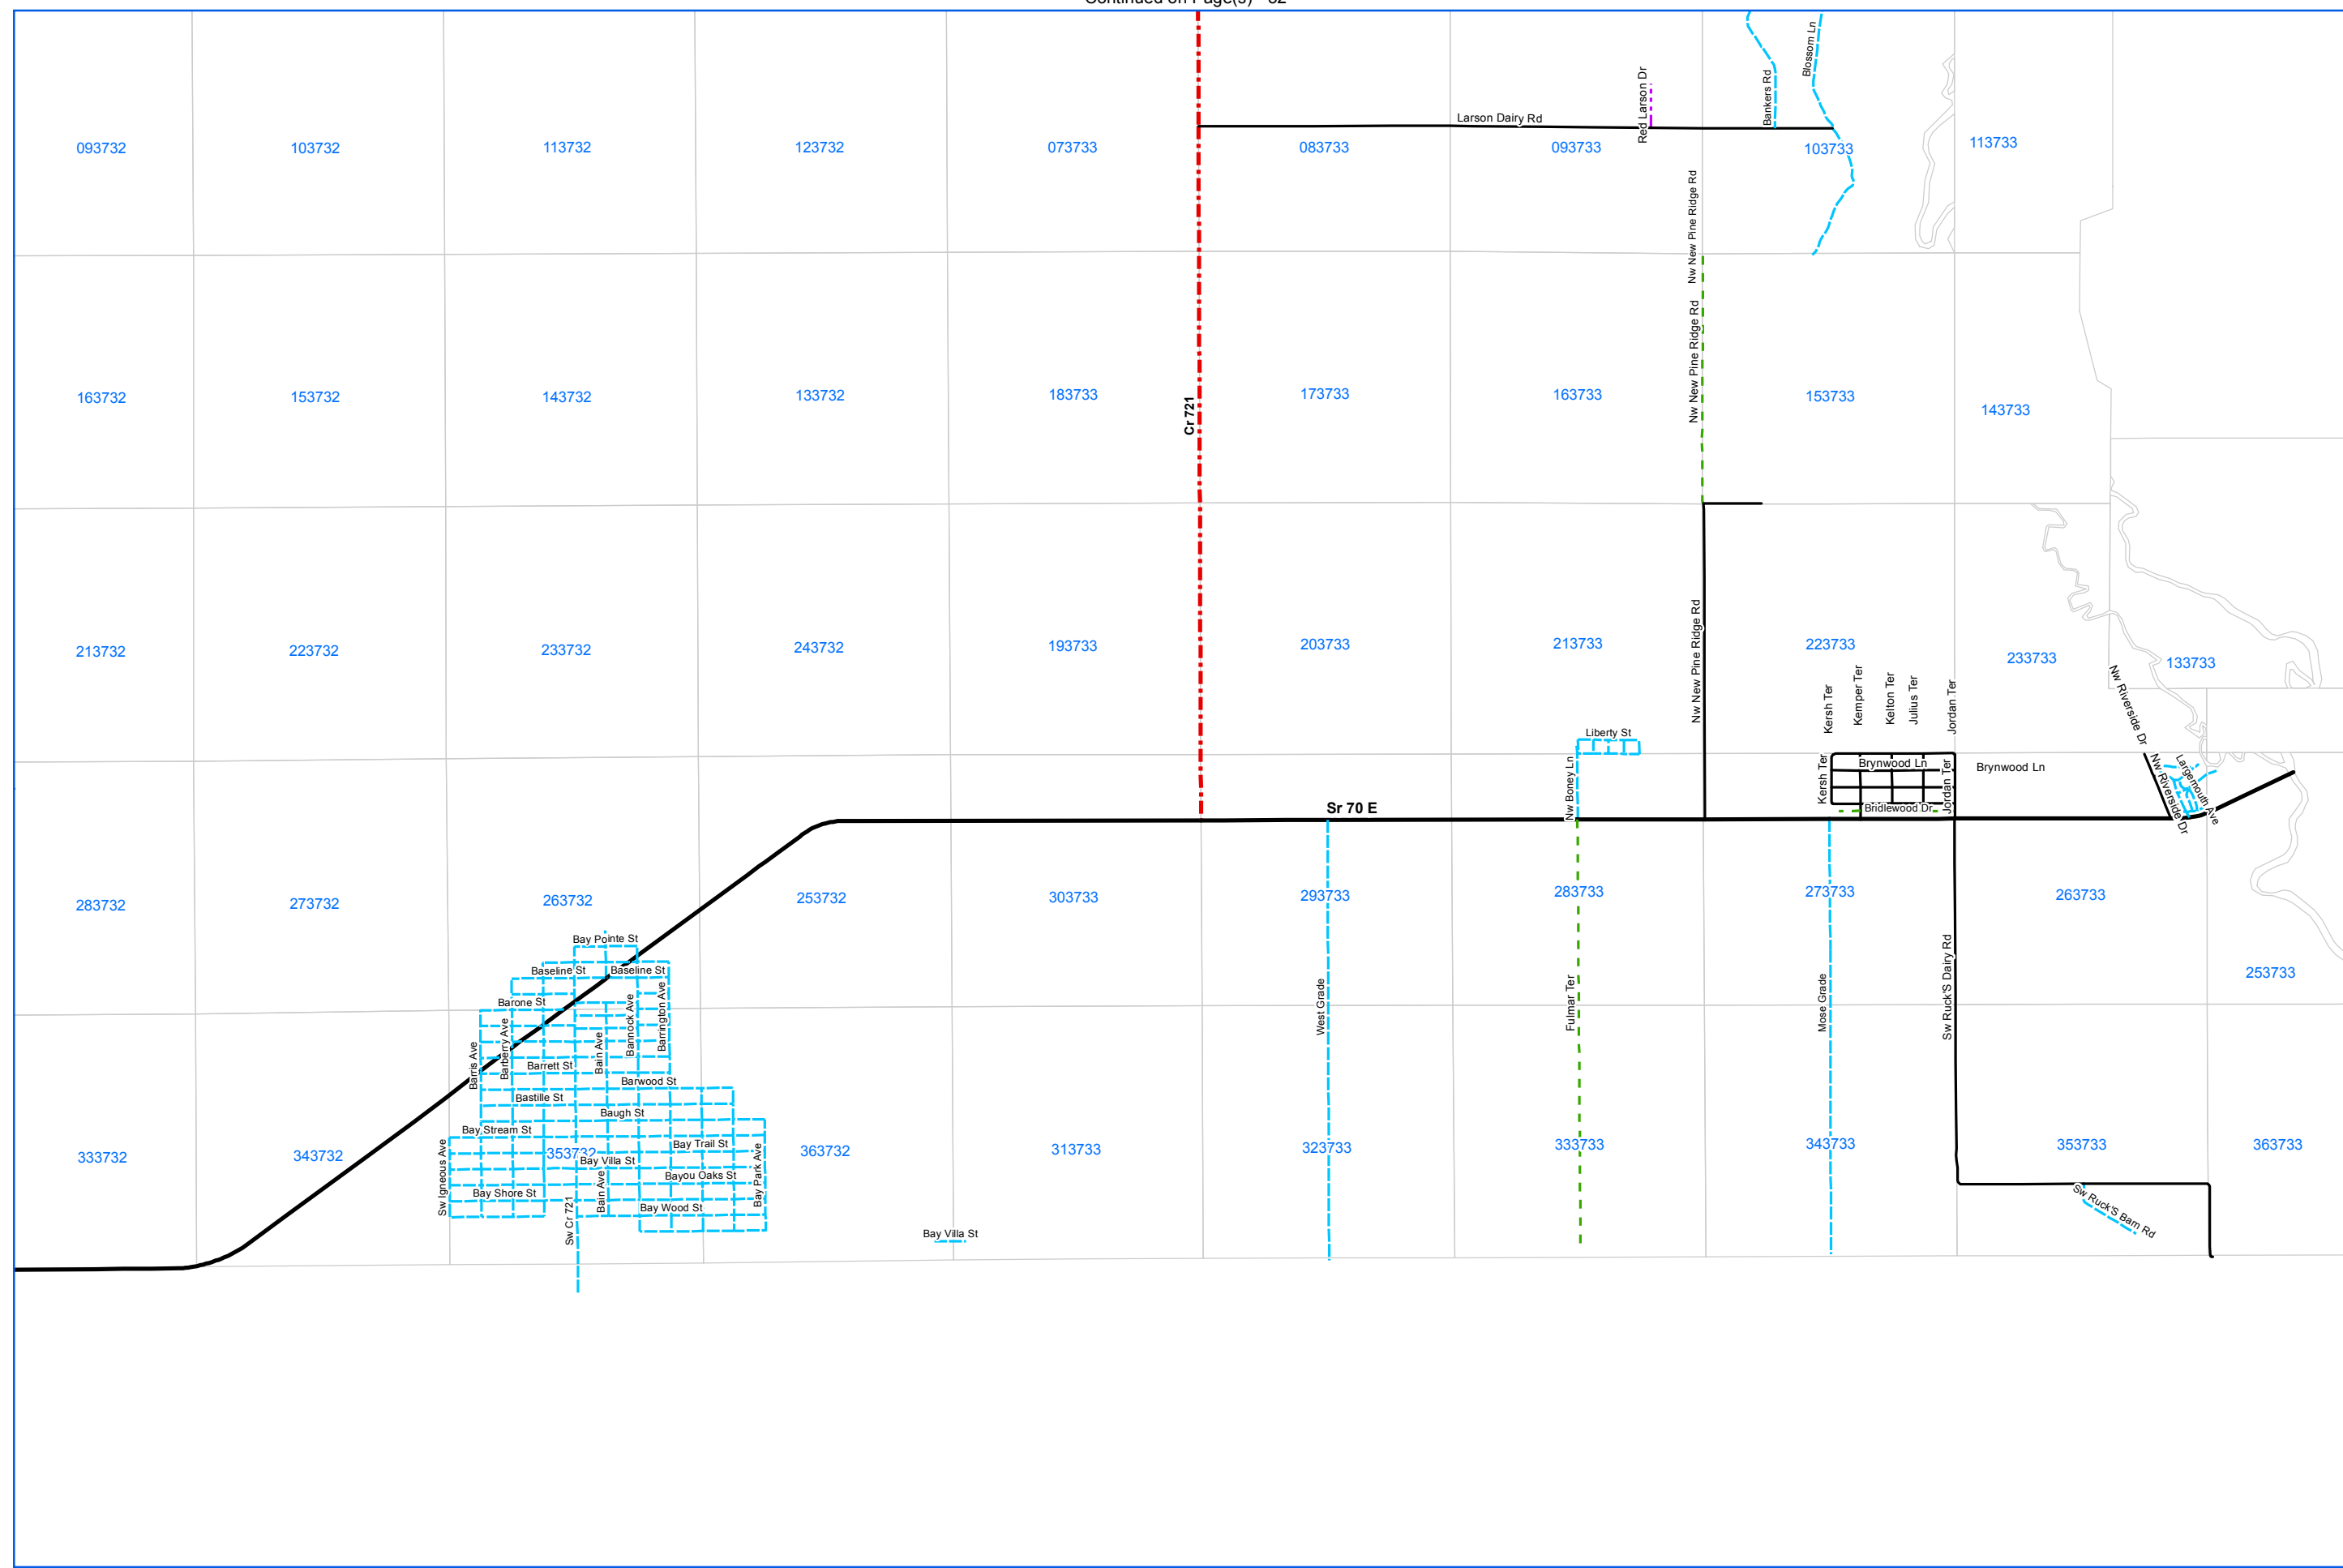 Continued on Page(s) - 32
Blossom Ln
Red Larson Dr
Bankers Rd
Larson Dairy Rd
093732
103732
113732
123732
073733
083733
093733
103733
113733
Nw New Pine Ridge Rd
Nw New Pine Ridge Rd
Cr 721
163732
153732
143732
133732
183733
173733
163733
153733
143733
Nw New Pine Ridge Rd
213732
223732
233732
243732
193733
203733
213733
223733
233733
133733
Kersh Ter
Kemper Ter
Kelton Ter
Julius Ter
Jordan Ter
Nw Riverside Dr
Liberty St
Nw Boney Ln
Kersh Ter
Brynwood Ln
Jordan Ter
Brynwood Ln
Nw Riverside Dr
Largemouth Ave
Sr 70 E
Bridlewood Dr
283732
273732
263732
253732
303733
293733
283733
273733
263733
253733
Bay Pointe St
Baseline St
Baseline St
Barone St
Barris Ave
Barberry Ave
Bain Ave
Bannock Ave
Barrington Ave
West Grade
Fulmar Ter
Mose Grade
Sw Ruck'S Dairy Rd
Barrett St
Barwood St
Bastille St
Baugh St
Bay Stream St
Bay Trail St
333732
343732
353732
363732
313733
323733
333733
343733
353733
363733
Bay Villa St
Sw Igneous Ave
Bayou Oaks St
Bay Park Ave
Bay Shore St
Bain Ave
Bay Wood St
Sw Cr 721
Bay Villa St
Sw Ruck'S Barn Rd